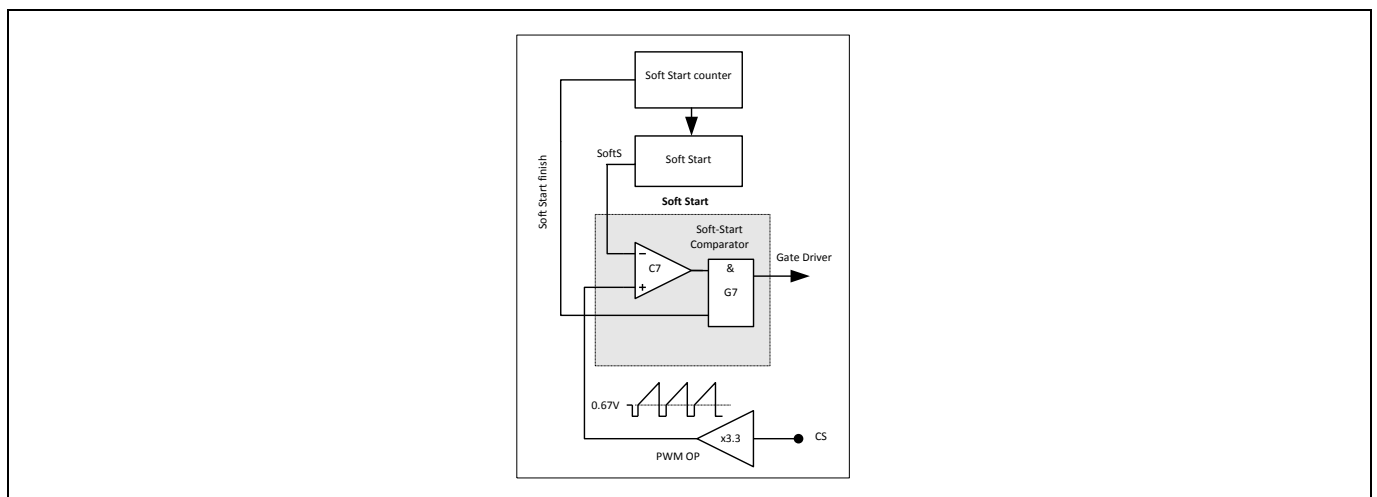 Soft Start counter
Soft Start finish
SoftS
Soft Start
Soft Start
Soft-Start
Comparator
Gate Driver
−
C7
+
&
G7
0.67V
x3.3
CS
PWM OP